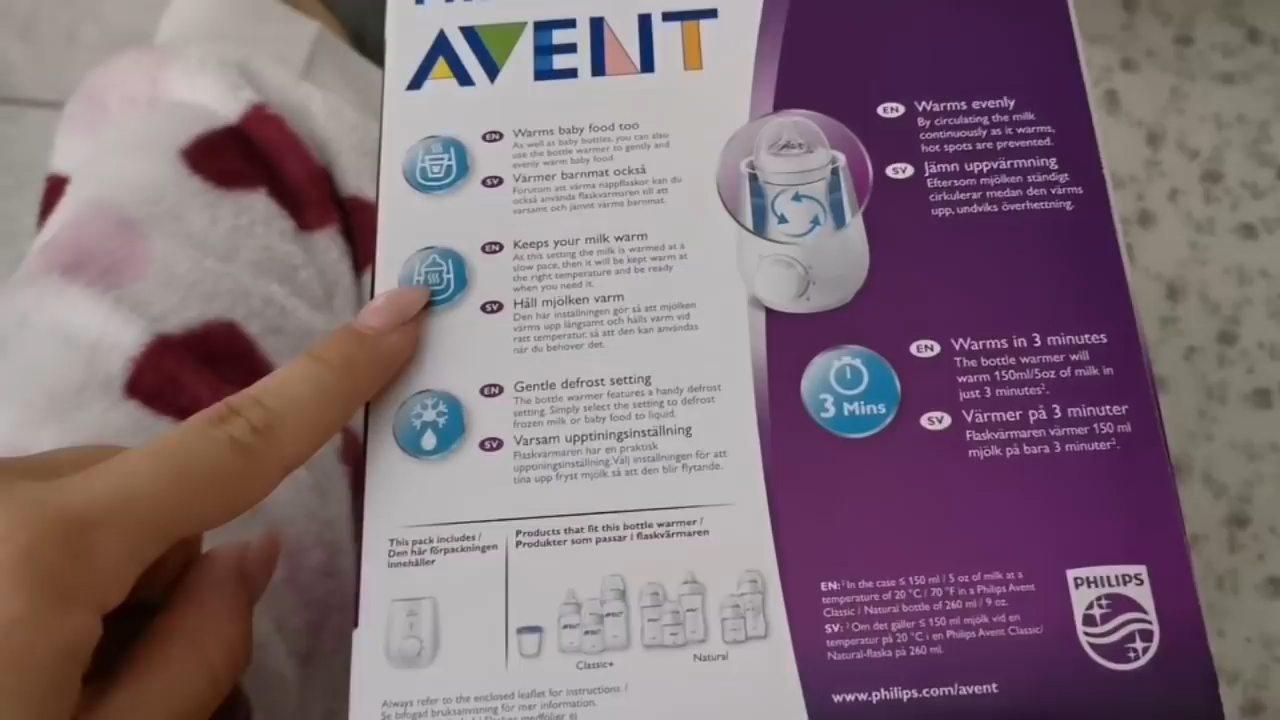 AVENT
EN Warms baby food too
As well as baby bottles, you can also
use the bottle warmer to gently and
evenly warm baby food.
SV Värmer barnmat också
Förutom att värma nappflaskor kan du
också använda flaskvärmaren till att
varsamt och jämnt värma barnmat.
EN Keeps your milk warm
At this setting the milk is warmed at a
slow pace, then it will be kept warm at
the right temperature and be ready
when you need it.
SV Håll mjölken varm
Den här inställningen gör så att mjölken
värms upp långsamt och hålls varm vid
rätt temperatur, så att den kan användas
när du behöver det.
EN Gentle defrost setting
The bottle warmer features a handy defrost
setting. Simply select the setting to defrost
frozen milk or baby food to liquid.
SV Varsam upptiningsinställning
Flaskvärmaren har en praktisk
upptiningsinställning. Välj inställningen för att
tina upp fryst mjölk så att den blir flytande.
This pack includes /
Den här förpackningen
innehåller
Products that fit this bottle warmer /
Produkter som passar i flaskvärmaren
Classic+
Natural
Always refer to the enclosed leaflet for instructions. /
Se bifogad bruksanvisning för mer information.
EN Warms evenly
By circulating the milk
continuously as it warms,
hot spots are prevented.
SV Jämn uppvärmning
Eftersom mjölken ständigt
cirkulerar medan den värms
upp, undviks överhettning.
3 Mins
EN Warms in 3 minutes
The bottle warmer will
warm 150ml/5oz of milk in
just 3 minutes².
SV Värmer på 3 minuter
Flaskvärmaren värmer 150 ml
mjölk på bara 3 minuter².
EN: ²In the case ≤ 150 ml / 5 oz of milk at a
temperature of 20 °C / 70 °F in a Philips Avent
Classic / Natural bottle of 260 ml / 9 oz.
SV: ²Om det gäller ≤ 150 ml mjölk vid en
temperatur på 20 °C i en Philips Avent Classic/
Natural-flaska på 260 ml.
www.philips.com/avent
PHILIPS